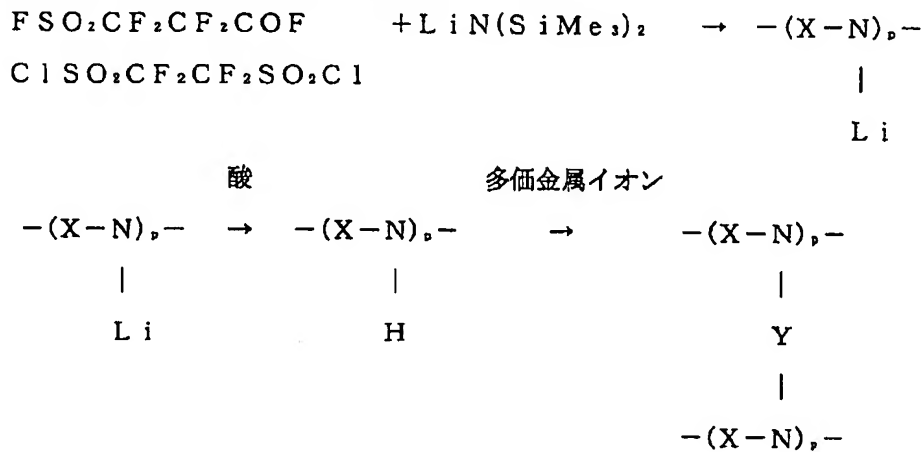 FSO₂CF₂CF₂COF +LiN(SiMe₃)₂ → −(X−N)ₚ−
ClSO₂CF₂CF₂SO₂Cl |
Li
酸 多価金属イオン
−(X−N)ₚ− → −(X−N)ₚ− → −(X−N)ₚ−
| | |
Li H Y
|
−(X−N)ₚ−